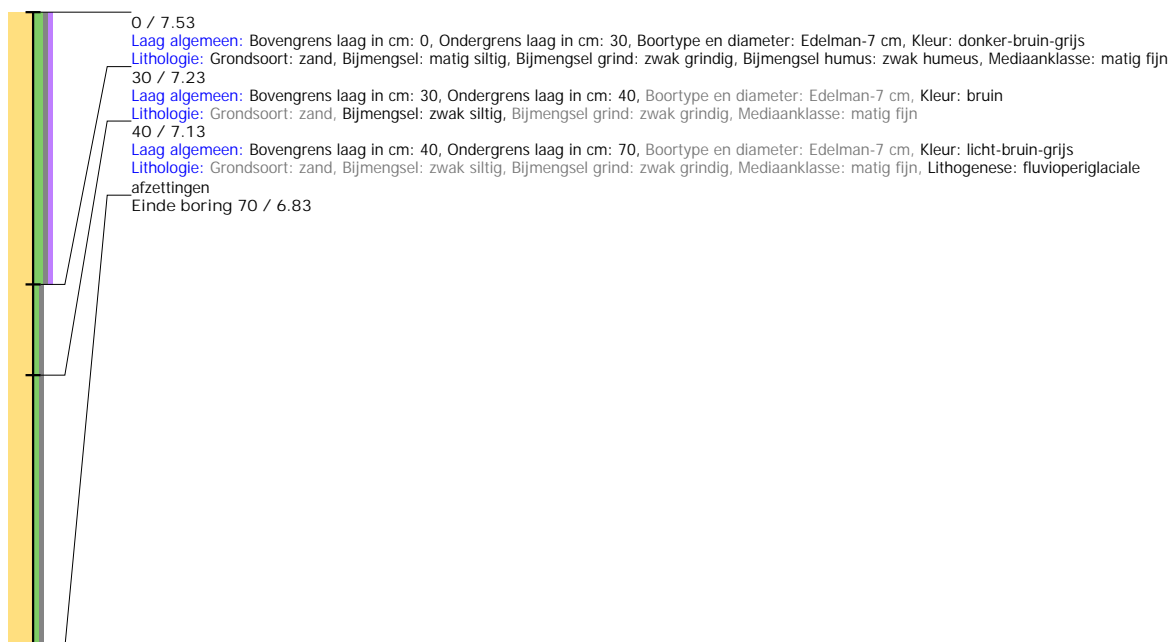 0 / 7.53
Laag algemeen: Bovengrens laag in cm: 0, Ondergrens laag in cm: 30, Boortype en diameter: Edelman-7 cm, Kleur: donker-bruin-grijs
Lithologie: Grondsoort: zand, Bijmengsel: matig siltig, Bijmengsel grind: zwak grindig, Bijmengsel humus: zwak humeus, Mediaanklasse: matig fijn
30 / 7.23
Laag algemeen: Bovengrens laag in cm: 30, Ondergrens laag in cm: 40, Boortype en diameter: Edelman-7 cm, Kleur: bruin
Lithologie: Grondsoort: zand, Bijmengsel: zwak siltig, Bijmengsel grind: zwak grindig, Mediaanklasse: matig fijn
40 / 7.13
Laag algemeen: Bovengrens laag in cm: 40, Ondergrens laag in cm: 70, Boortype en diameter: Edelman-7 cm, Kleur: licht-bruin-grijs
Lithologie: Grondsoort: zand, Bijmengsel: zwak siltig, Bijmengsel grind: zwak grindig, Mediaanklasse: matig fijn, Lithogenese: fluvioperiglaciale
afzettingen
Einde boring 70 / 6.83